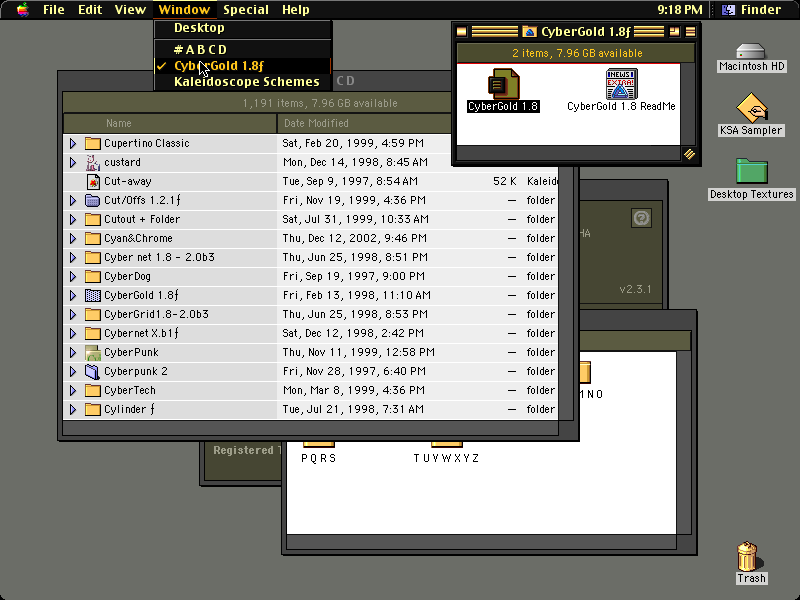 File Edit View Window Special Help 9:18 PM Finder
Desktop
# A B C D
CyberGold 1.8ƒ
Kaleidoscope Schemes
CyberGold 1.8ƒ
2 items, 7.96 GB available
CyberGold 1.8
CyberGold 1.8 ReadMe
Macintosh HD
KSA Sampler
Desktop Textures
Trash
C D
1,191 items, 7.96 GB available
Name Date Modified
Cupertino Classic Sat, Feb 20, 1999, 4:59 PM
custard Mon, Dec 14, 1998, 8:45 AM
Cut-away Tue, Sep 9, 1997, 8:54 AM 52 K Kaleid
Cut/Offs 1.2.1ƒ Fri, Nov 19, 1999, 4:36 PM — folder
Cutout + Folder Sat, Jul 31, 1999, 10:33 AM — folder
Cyan&Chrome Thu, Dec 12, 2002, 9:46 PM — folder
Cyber net 1.8 - 2.0b3 Thu, Jun 25, 1998, 8:51 PM — folder
CyberDog Fri, Sep 19, 1997, 9:00 PM — folder
CyberGold 1.8ƒ Fri, Feb 13, 1998, 11:10 AM — folder
CyberGrid1.8-2.0b3 Thu, Jun 25, 1998, 8:53 PM — folder
Cybernet X.b1ƒ Sat, Dec 12, 1998, 2:42 PM — folder
CyberPunk Thu, Nov 11, 1999, 12:58 PM — folder
Cyberpunk 2 Fri, Nov 28, 1997, 6:40 PM — folder
CyberTech Mon, Mar 8, 1999, 4:36 PM — folder
Cylinder ƒ Tue, Jul 21, 1998, 7:31 AM — folder
HA
v2.3.1
N O
Registered
P Q R S
T U V W X Y Z